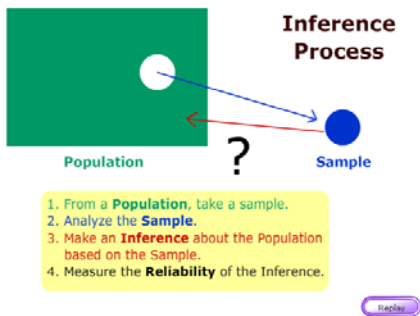 Inference
Process
?
Population
Sample
1. From a Population, take a sample.
2. Analyze the Sample.
3. Make an Inference about the Population
based on the Sample.
4. Measure the Reliability of the Inference.
Replay